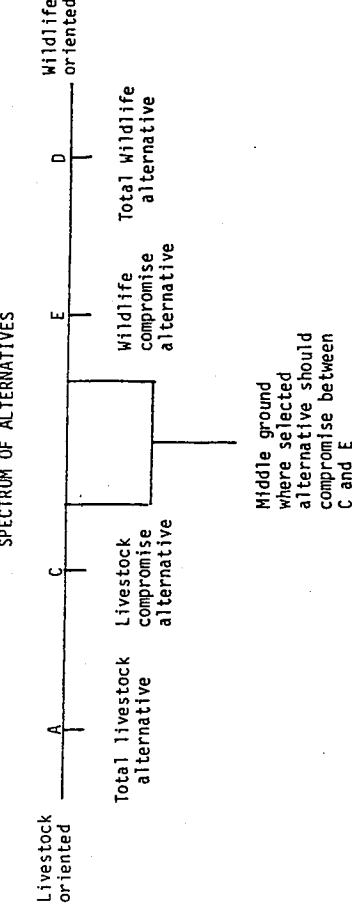 SPECTRUM OF ALTERNATIVES
Livestock
oriented
A
C
E
D
Wildlife
oriented
Total livestock
alternative
Livestock
compromise
alternative
Wildlife
compromise
alternative
Total Wildlife
alternative
Middle ground
where selected
alternative should
compromise between
C and E